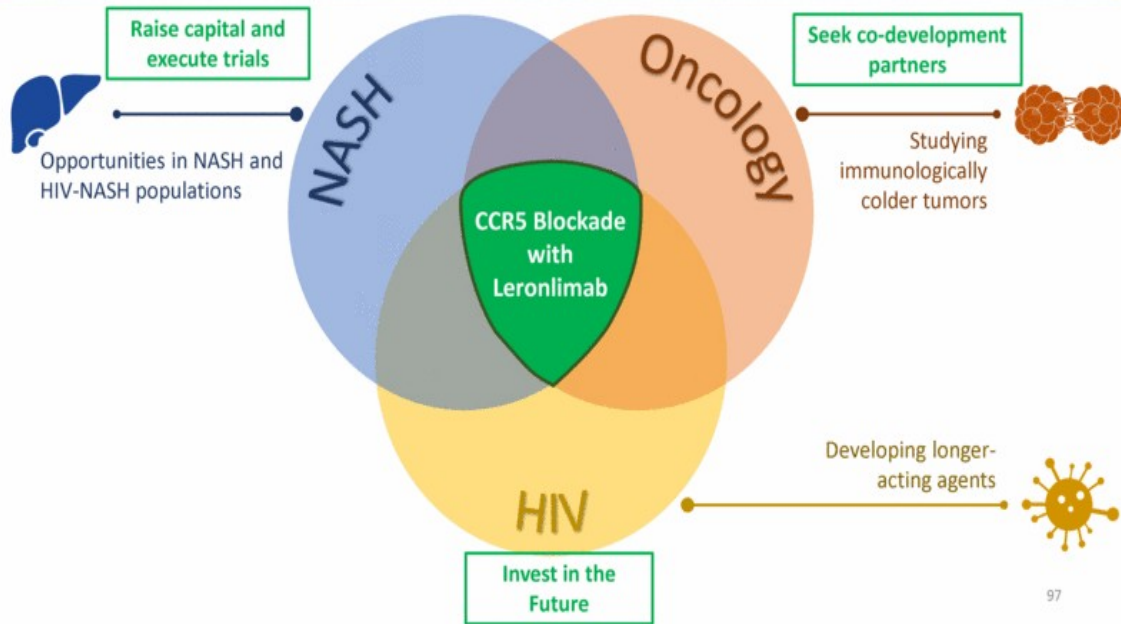 Raise capital and
execute trials
Seek co-development
partners
NASH
Oncology
Opportunities in NASH and
HIV-NASH populations
Studying
immunologically
colder tumors
CCR5 Blockade
with
Leronlimab
Developing longer-
acting agents
HIV
Invest in the
Future
97